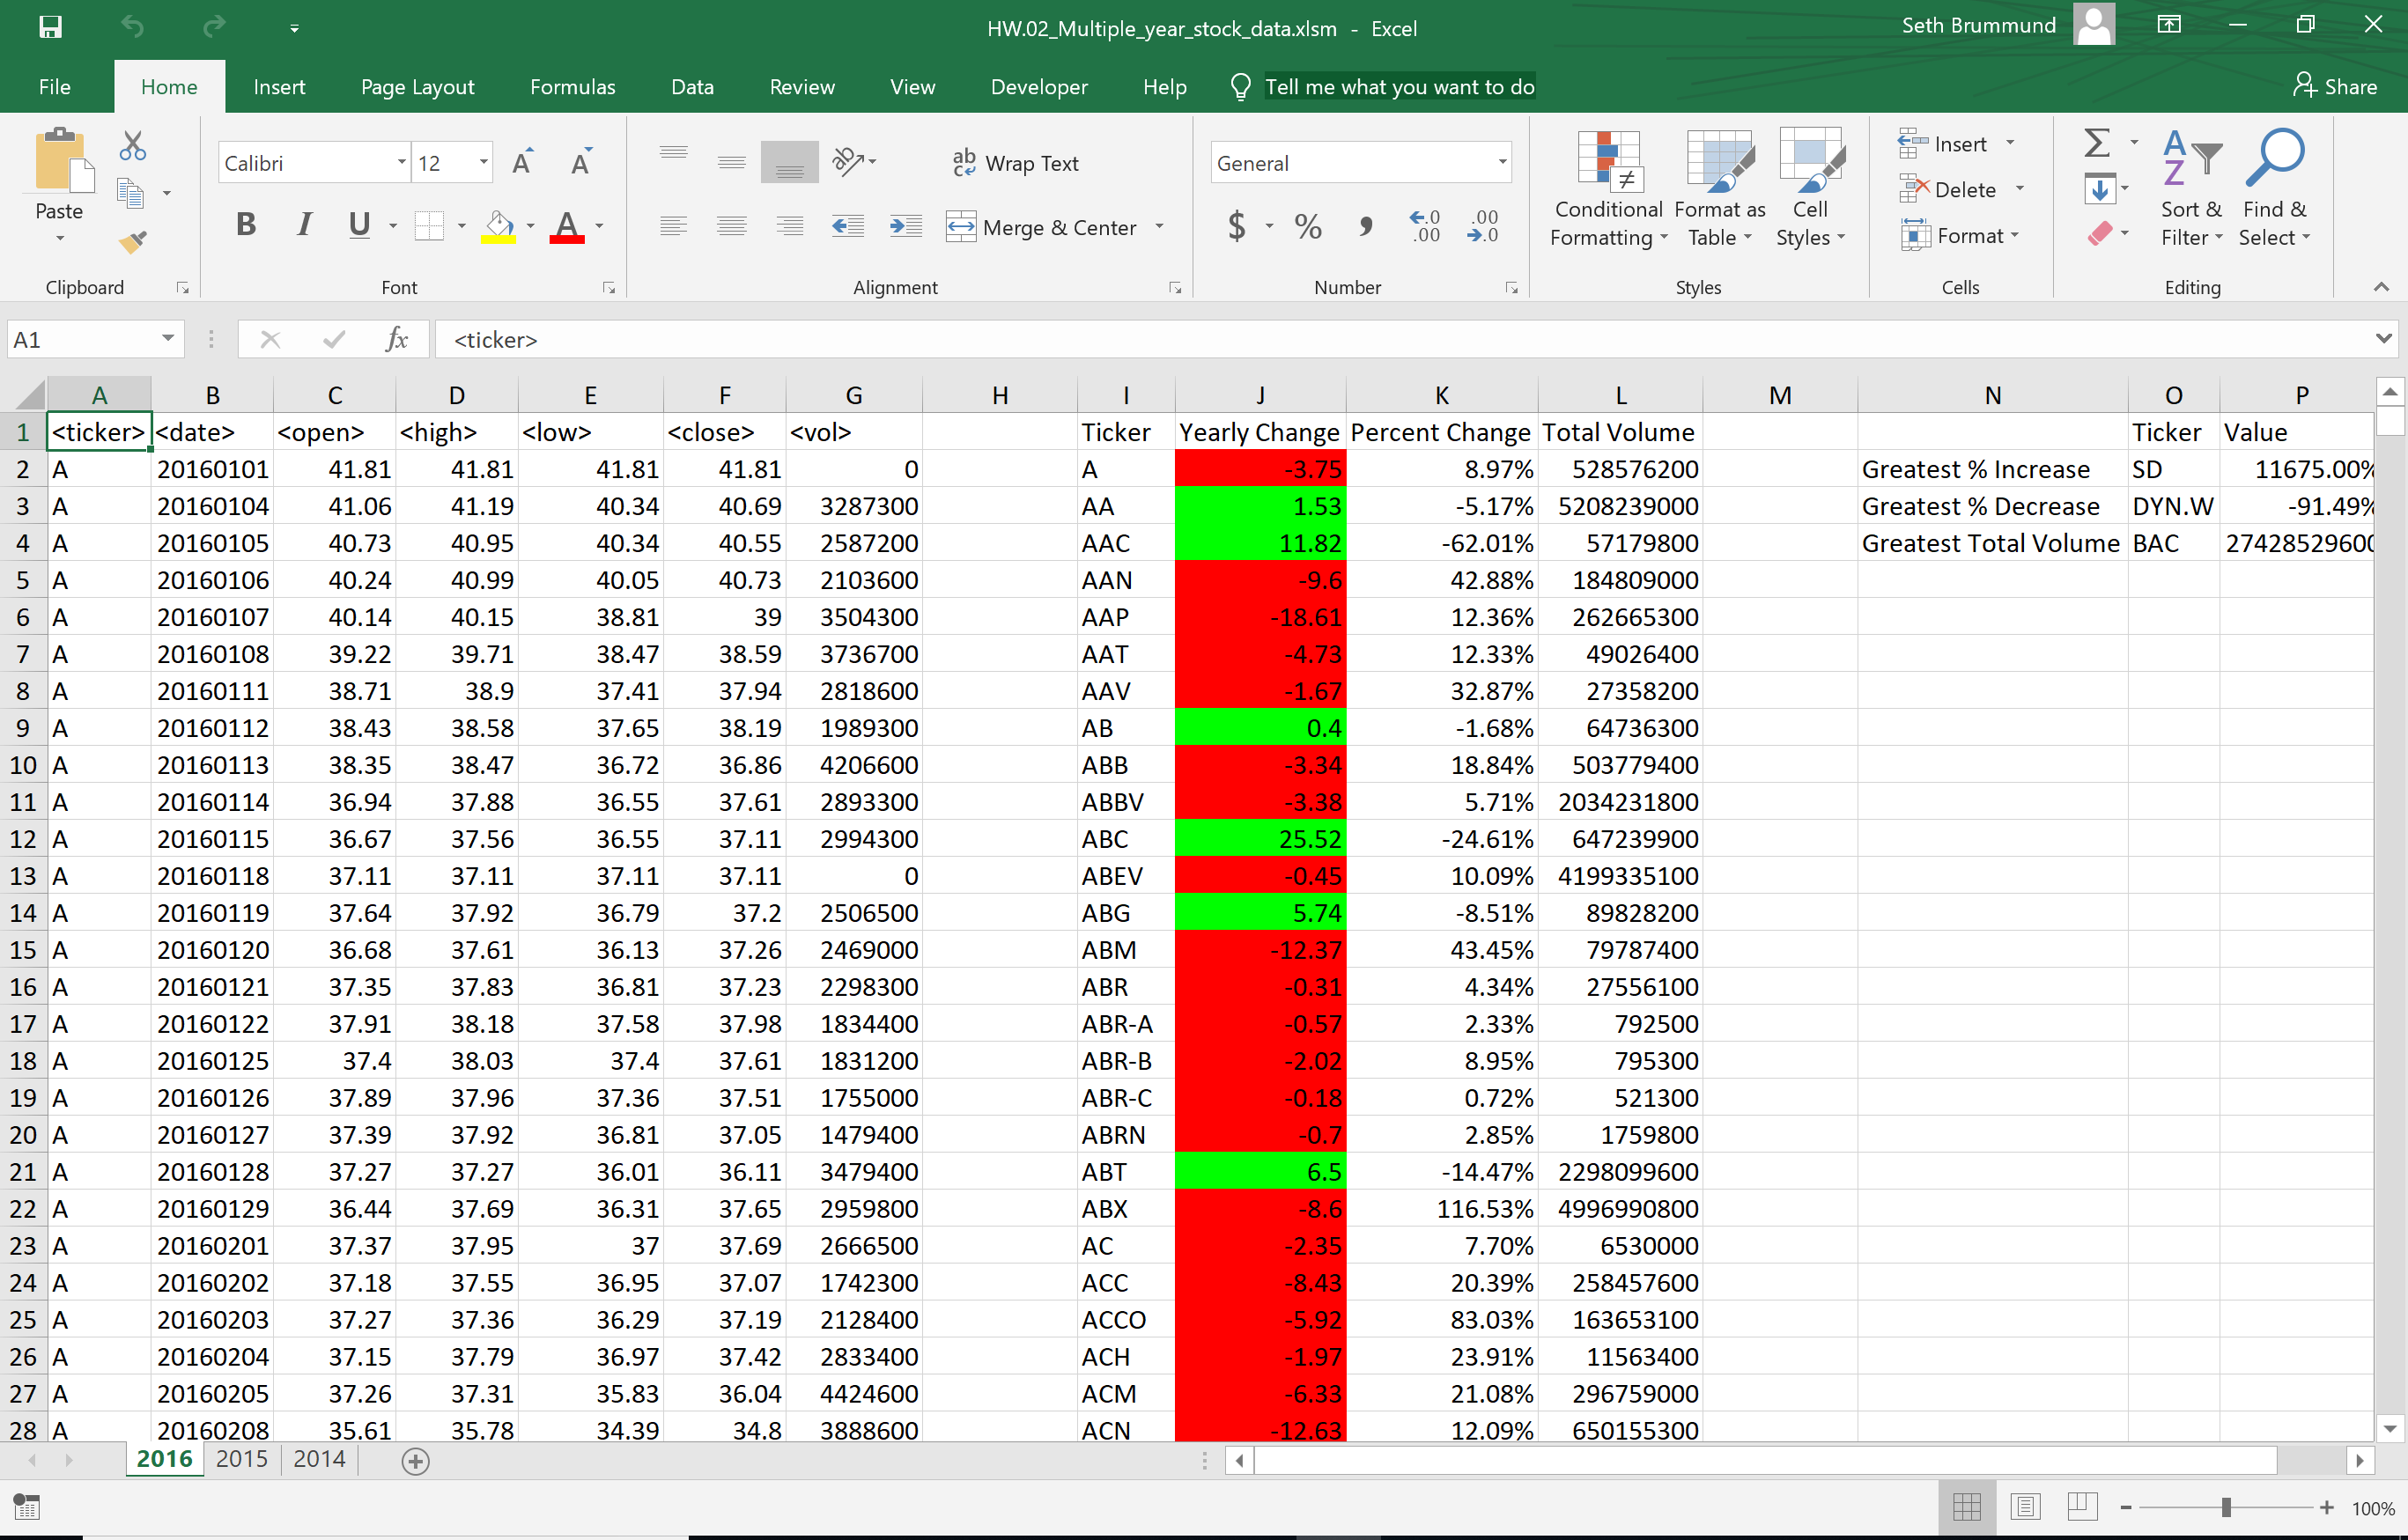 HW.02_Multiple_year_stock_data.xlsm - Excel
Seth Brummund
File Home Insert Page Layout Formulas Data Review View Developer Help Tell me what you want to do Share
Paste
Calibri 12 A A
B I U A
ab c Wrap Text
Merge & Center
General
$ % , .0 .00 .00 .0
Conditional Formatting
Format as Table
Cell Styles
Insert
Delete
Format
Sort & Filter
Find & Select
Clipboard Font Alignment Number Styles Cells Editing
A1 fx <ticker>
A B C D E F G H I J K L M N O P
1 <ticker> <date> <open> <high> <low> <close> <vol> Ticker Yearly Change Percent Change Total Volume Ticker Value
2 A 20160101 41.81 41.81 41.81 41.81 0 A -3.75 8.97% 528576200 Greatest % Increase SD 11675.00%
3 A 20160104 41.06 41.19 40.34 40.69 3287300 AA 1.53 -5.17% 5208239000 Greatest % Decrease DYN.W -91.49%
4 A 20160105 40.73 40.95 40.34 40.55 2587200 AAC 11.82 -62.01% 57179800 Greatest Total Volume BAC 27428529600
5 A 20160106 40.24 40.99 40.05 40.73 2103600 AAN -9.6 42.88% 184809000
6 A 20160107 40.14 40.15 38.81 39 3504300 AAP -18.61 12.36% 262665300
7 A 20160108 39.22 39.71 38.47 38.59 3736700 AAT -4.73 12.33% 49026400
8 A 20160111 38.71 38.9 37.41 37.94 2818600 AAV -1.67 32.87% 27358200
9 A 20160112 38.43 38.58 37.65 38.19 1989300 AB 0.4 -1.68% 64736300
10 A 20160113 38.35 38.47 36.72 36.86 4206600 ABB -3.34 18.84% 503779400
11 A 20160114 36.94 37.88 36.55 37.61 2893300 ABBV -3.38 5.71% 2034231800
12 A 20160115 36.67 37.56 36.55 37.11 2994300 ABC 25.52 -24.61% 647239900
13 A 20160118 37.11 37.11 37.11 37.11 0 ABEV -0.45 10.09% 4199335100
14 A 20160119 37.64 37.92 36.79 37.2 2506500 ABG 5.74 -8.51% 89828200
15 A 20160120 36.68 37.61 36.13 37.26 2469000 ABM -12.37 43.45% 79787400
16 A 20160121 37.35 37.83 36.81 37.23 2298300 ABR -0.31 4.34% 27556100
17 A 20160122 37.91 38.18 37.58 37.98 1834400 ABR-A -0.57 2.33% 792500
18 A 20160125 37.4 38.03 37.4 37.61 1831200 ABR-B -2.02 8.95% 795300
19 A 20160126 37.89 37.96 37.36 37.51 1755000 ABR-C -0.18 0.72% 521300
20 A 20160127 37.39 37.92 36.81 37.05 1479400 ABRN -0.7 2.85% 1759800
21 A 20160128 37.27 37.27 36.01 36.11 3479400 ABT 6.5 -14.47% 2298099600
22 A 20160129 36.44 37.69 36.31 37.65 2959800 ABX -8.6 116.53% 4996990800
23 A 20160201 37.37 37.95 37 37.69 2666500 AC -2.35 7.70% 6530000
24 A 20160202 37.18 37.55 36.95 37.07 1742300 ACC -8.43 20.39% 258457600
25 A 20160203 37.27 37.36 36.29 37.19 2128400 ACCO -5.92 83.03% 163653100
26 A 20160204 37.15 37.79 36.97 37.42 2833400 ACH -1.97 23.91% 11563400
27 A 20160205 37.26 37.31 35.83 36.04 4424600 ACM -6.33 21.08% 296759000
28 A 20160208 35.61 35.78 34.39 34.8 3888600 ACN -12.63 12.09% 650155300
2016 2015 2014
100%